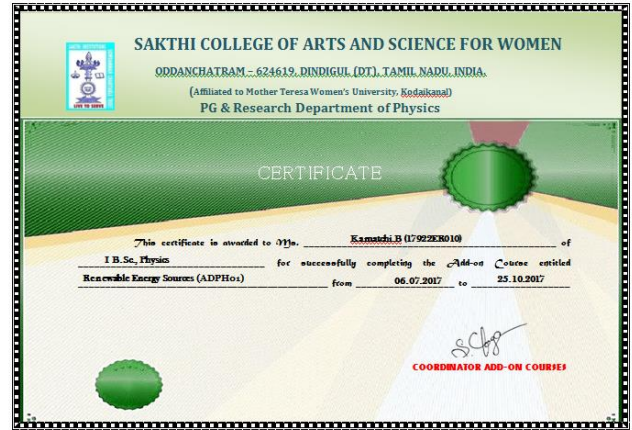 SAKTHI COLLEGE OF ARTS AND SCIENCE FOR WOMEN
ODDANCHATRAM – 624619, DINDIGUL (DT), TAMIL NADU, INDIA.
(Affiliated to Mother Teresa Women's University, Kodaikanal)
PG & Research Department of Physics
LIVE TO SERVE
CERTIFICATE
This certificate is awarded to Ms. Kamatchi B (17922ER010) of
I B.Sc., Physics for successfully completing the Add-on Course entitled
Renewable Energy Sources (ADPH01) from 06.07.2017 to 25.10.2017
COORDINATOR ADD-ON COURSES